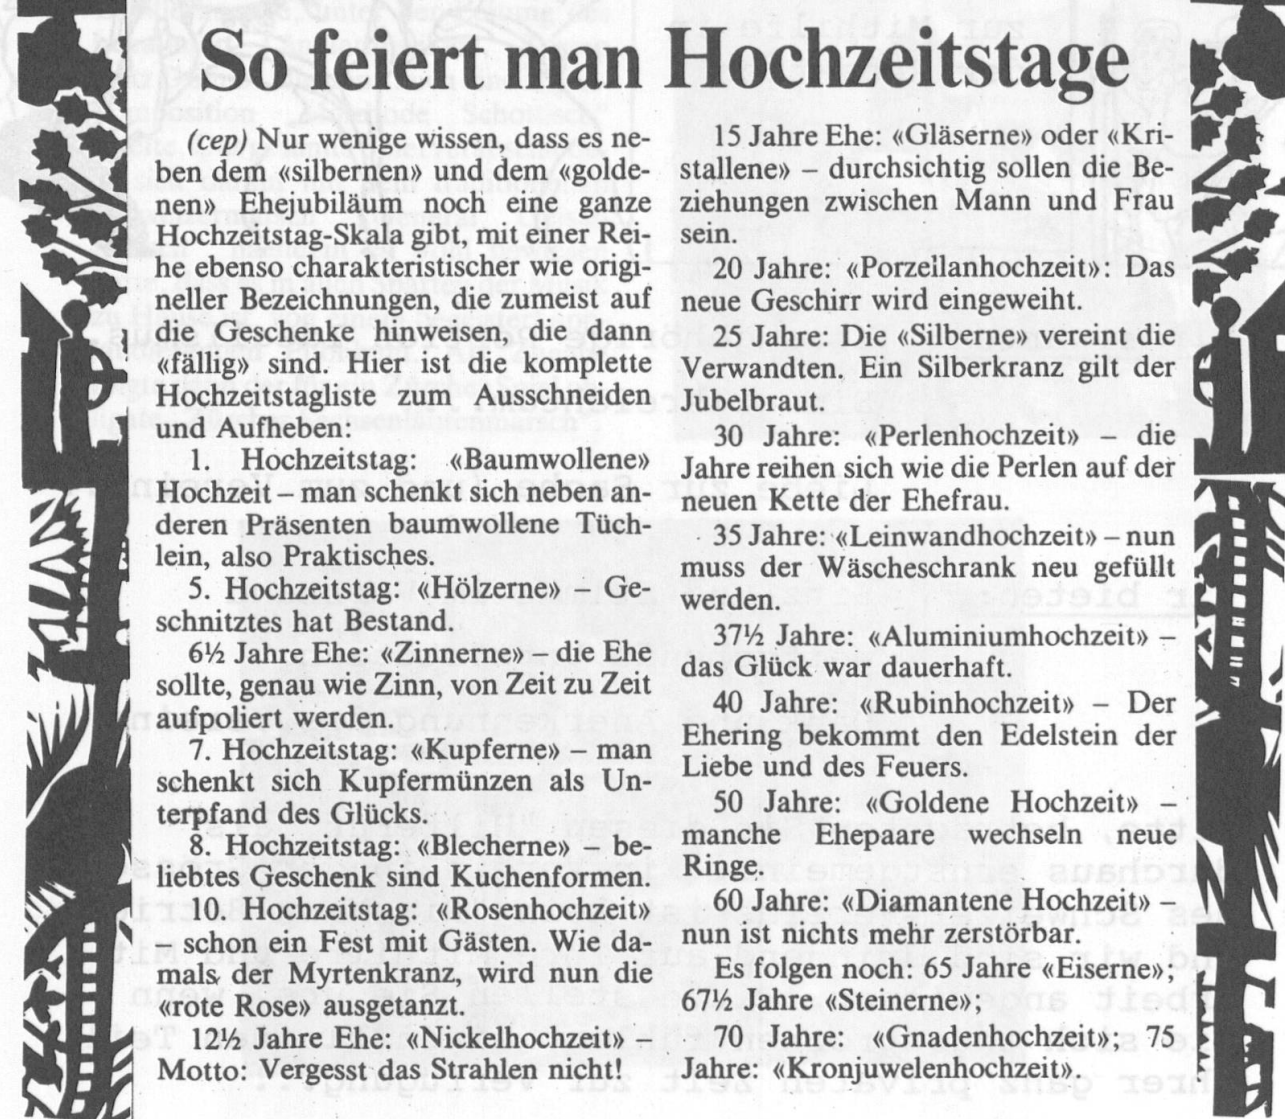 So feiert man Hochzeitstage
(cep) Nur wenige wissen, dass es ne-
ben dem «silbernen» und dem «golde-
nen» Ehejubiläum noch eine ganze
Hochzeitstag-Skala gibt, mit einer Rei-
he ebenso charakteristischer wie origi-
neller Bezeichnungen, die zumeist auf
die Geschenke hinweisen, die dann
«fällig» sind. Hier ist die komplette
Hochzeitstagliste zum Ausschneiden
und Aufheben:
1. Hochzeitstag: «Baumwollene»
Hochzeit – man schenkt sich neben an-
deren Präsenten baumwollene Tüch-
lein, also Praktisches.
5. Hochzeitstag: «Hölzerne» – Ge-
schnitztes hat Bestand.
6½ Jahre Ehe: «Zinnerne» – die Ehe
sollte, genau wie Zinn, von Zeit zu Zeit
aufpoliert werden.
7. Hochzeitstag: «Kupferne» – man
schenkt sich Kupfermünzen als Un-
terpfand des Glücks.
8. Hochzeitstag: «Blecherne» – be-
liebtes Geschenk sind Kuchenformen.
10. Hochzeitstag: «Rosenhochzeit»
– schon ein Fest mit Gästen. Wie da-
mals der Myrtenkranz, wird nun die
«rote Rose» ausgetanzt.
12½ Jahre Ehe: «Nickelhochzeit» –
Motto: Vergesst das Strahlen nicht!
15 Jahre Ehe: «Gläserne» oder «Kri-
stallene» – durchsichtig sollen die Be-
ziehungen zwischen Mann und Frau
sein.
20 Jahre: «Porzellanhochzeit»: Das
neue Geschirr wird eingeweiht.
25 Jahre: Die «Silberne» vereint die
Verwandten. Ein Silberkranz gilt der
Jubelbraut.
30 Jahre: «Perlenhochzeit» – die
Jahre reihen sich wie die Perlen auf der
neuen Kette der Ehefrau.
35 Jahre: «Leinwandhochzeit» – nun
muss der Wäscheschrank neu gefüllt
werden.
37½ Jahre: «Aluminiumhochzeit» –
das Glück war dauerhaft.
40 Jahre: «Rubinhochzeit» – Der
Ehering bekommt den Edelstein der
Liebe und des Feuers.
50 Jahre: «Goldene Hochzeit» –
manche Ehepaare wechseln neue
Ringe.
60 Jahre: «Diamantene Hochzeit» –
nun ist nichts mehr zerstörbar.
Es folgen noch: 65 Jahre «Eiserne»;
67½ Jahre «Steinerne»;
70 Jahre: «Gnadenhochzeit»; 75
Jahre: «Kronjuwelenhochzeit».